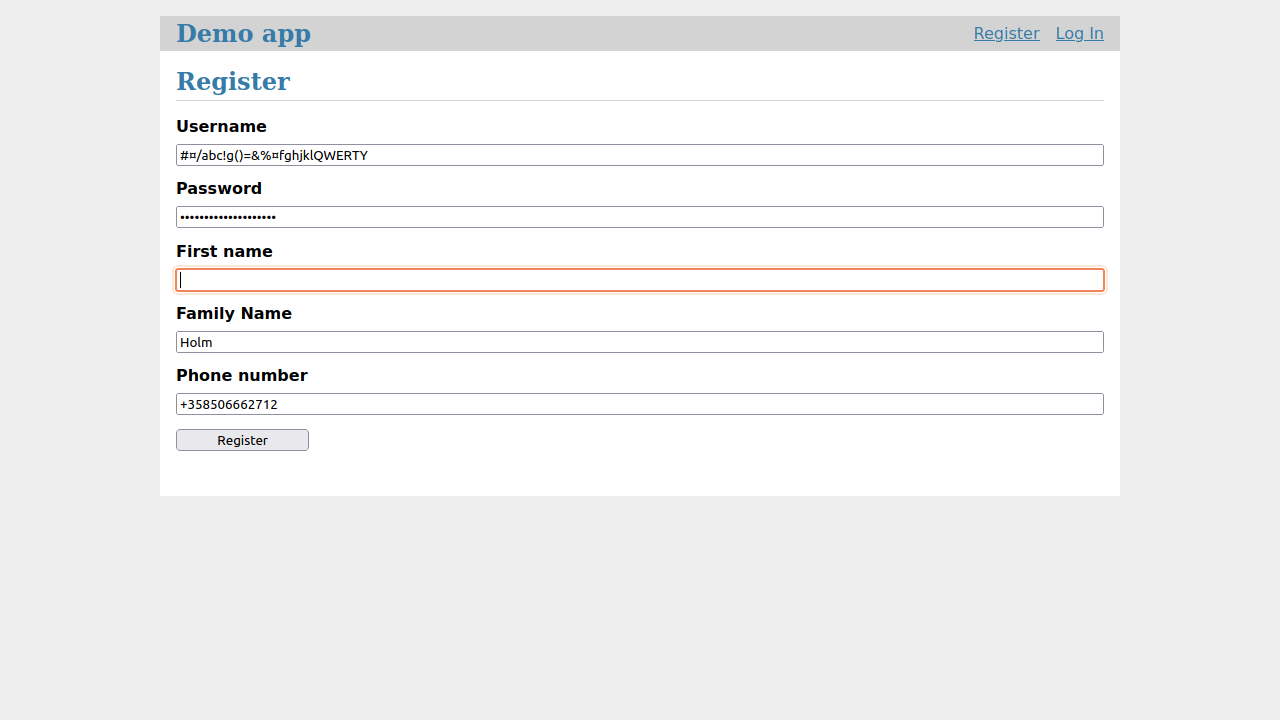 Demo app
Register Log In
Register
Username
#¤/abc!g()=&%¤fghjklQWERTY
Password
••••••••••••••••••••
First name
Family Name
Holm
Phone number
+358506662712
Register